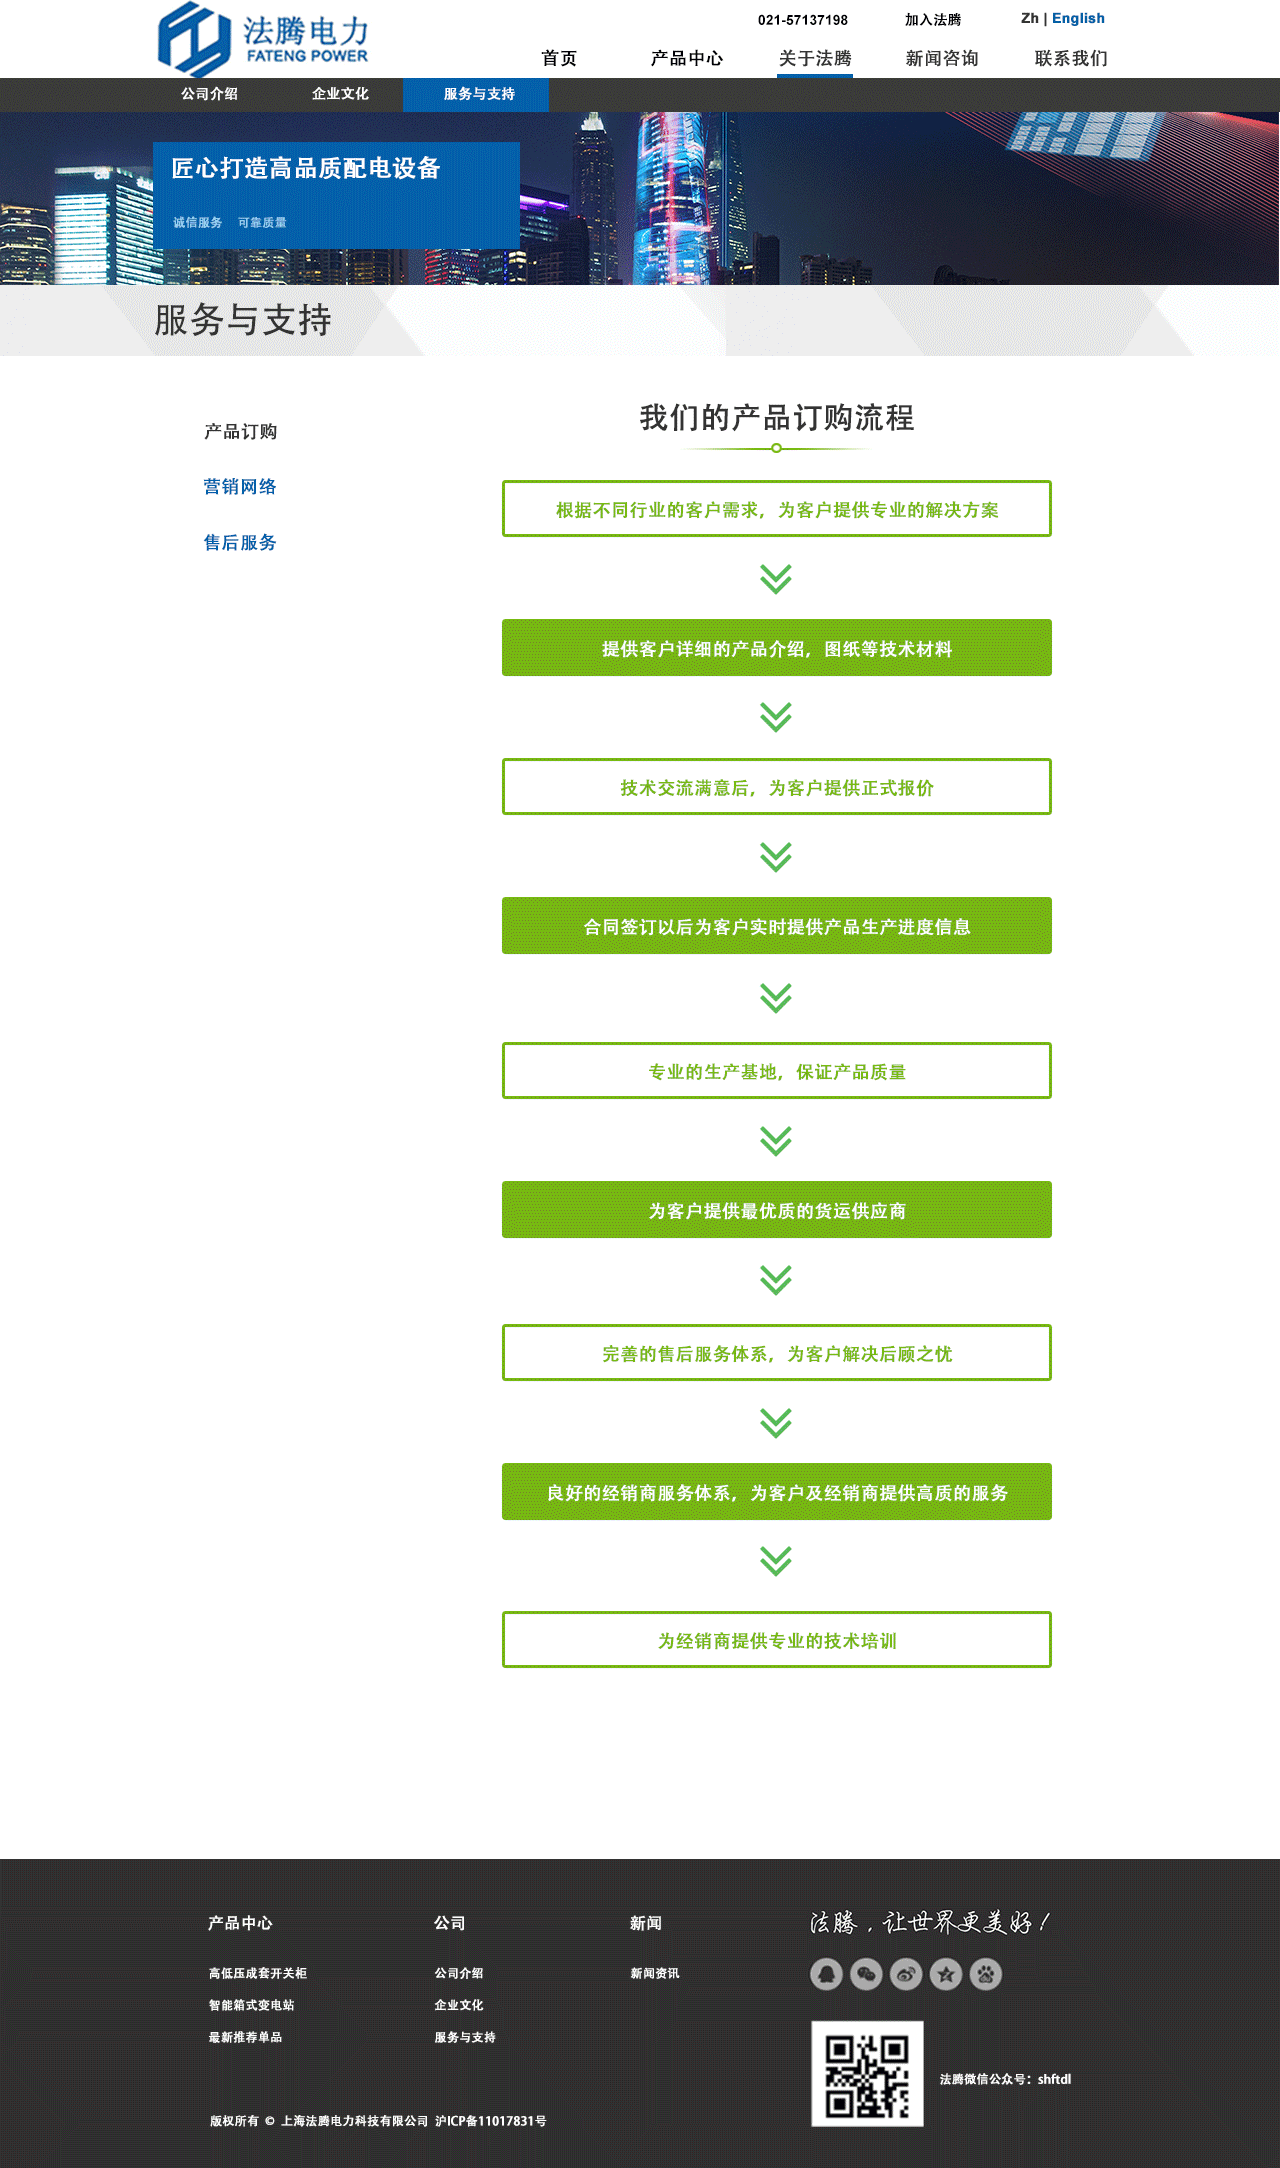 法腾电力
FATENG POWER
021-57137198 加入法腾 Zh | English
首页 产品中心 关于法腾 新闻咨询 联系我们
公司介绍 企业文化 服务与支持
匠心打造高品质配电设备
诚信服务 可靠质量
服务与支持
产品订购
营销网络
售后服务
我们的产品订购流程
根据不同行业的客户需求，为客户提供专业的解决方案
提供客户详细的产品介绍，图纸等技术材料
技术交流满意后，为客户提供正式报价
合同签订以后为客户实时提供产品生产进度信息
专业的生产基地，保证产品质量
为客户提供最优质的货运供应商
完善的售后服务体系，为客户解决后顾之忧
良好的经销商服务体系，为客户及经销商提供高质的服务
为经销商提供专业的技术培训
产品中心 公司 新闻
法腾，让世界更美好！
高低压成套开关柜 公司介绍 新闻资讯
智能箱式变电站 企业文化
最新推荐单品 服务与支持
法腾微信公众号：shftdl
版权所有 © 上海法腾电力科技有限公司 沪ICP备11017831号